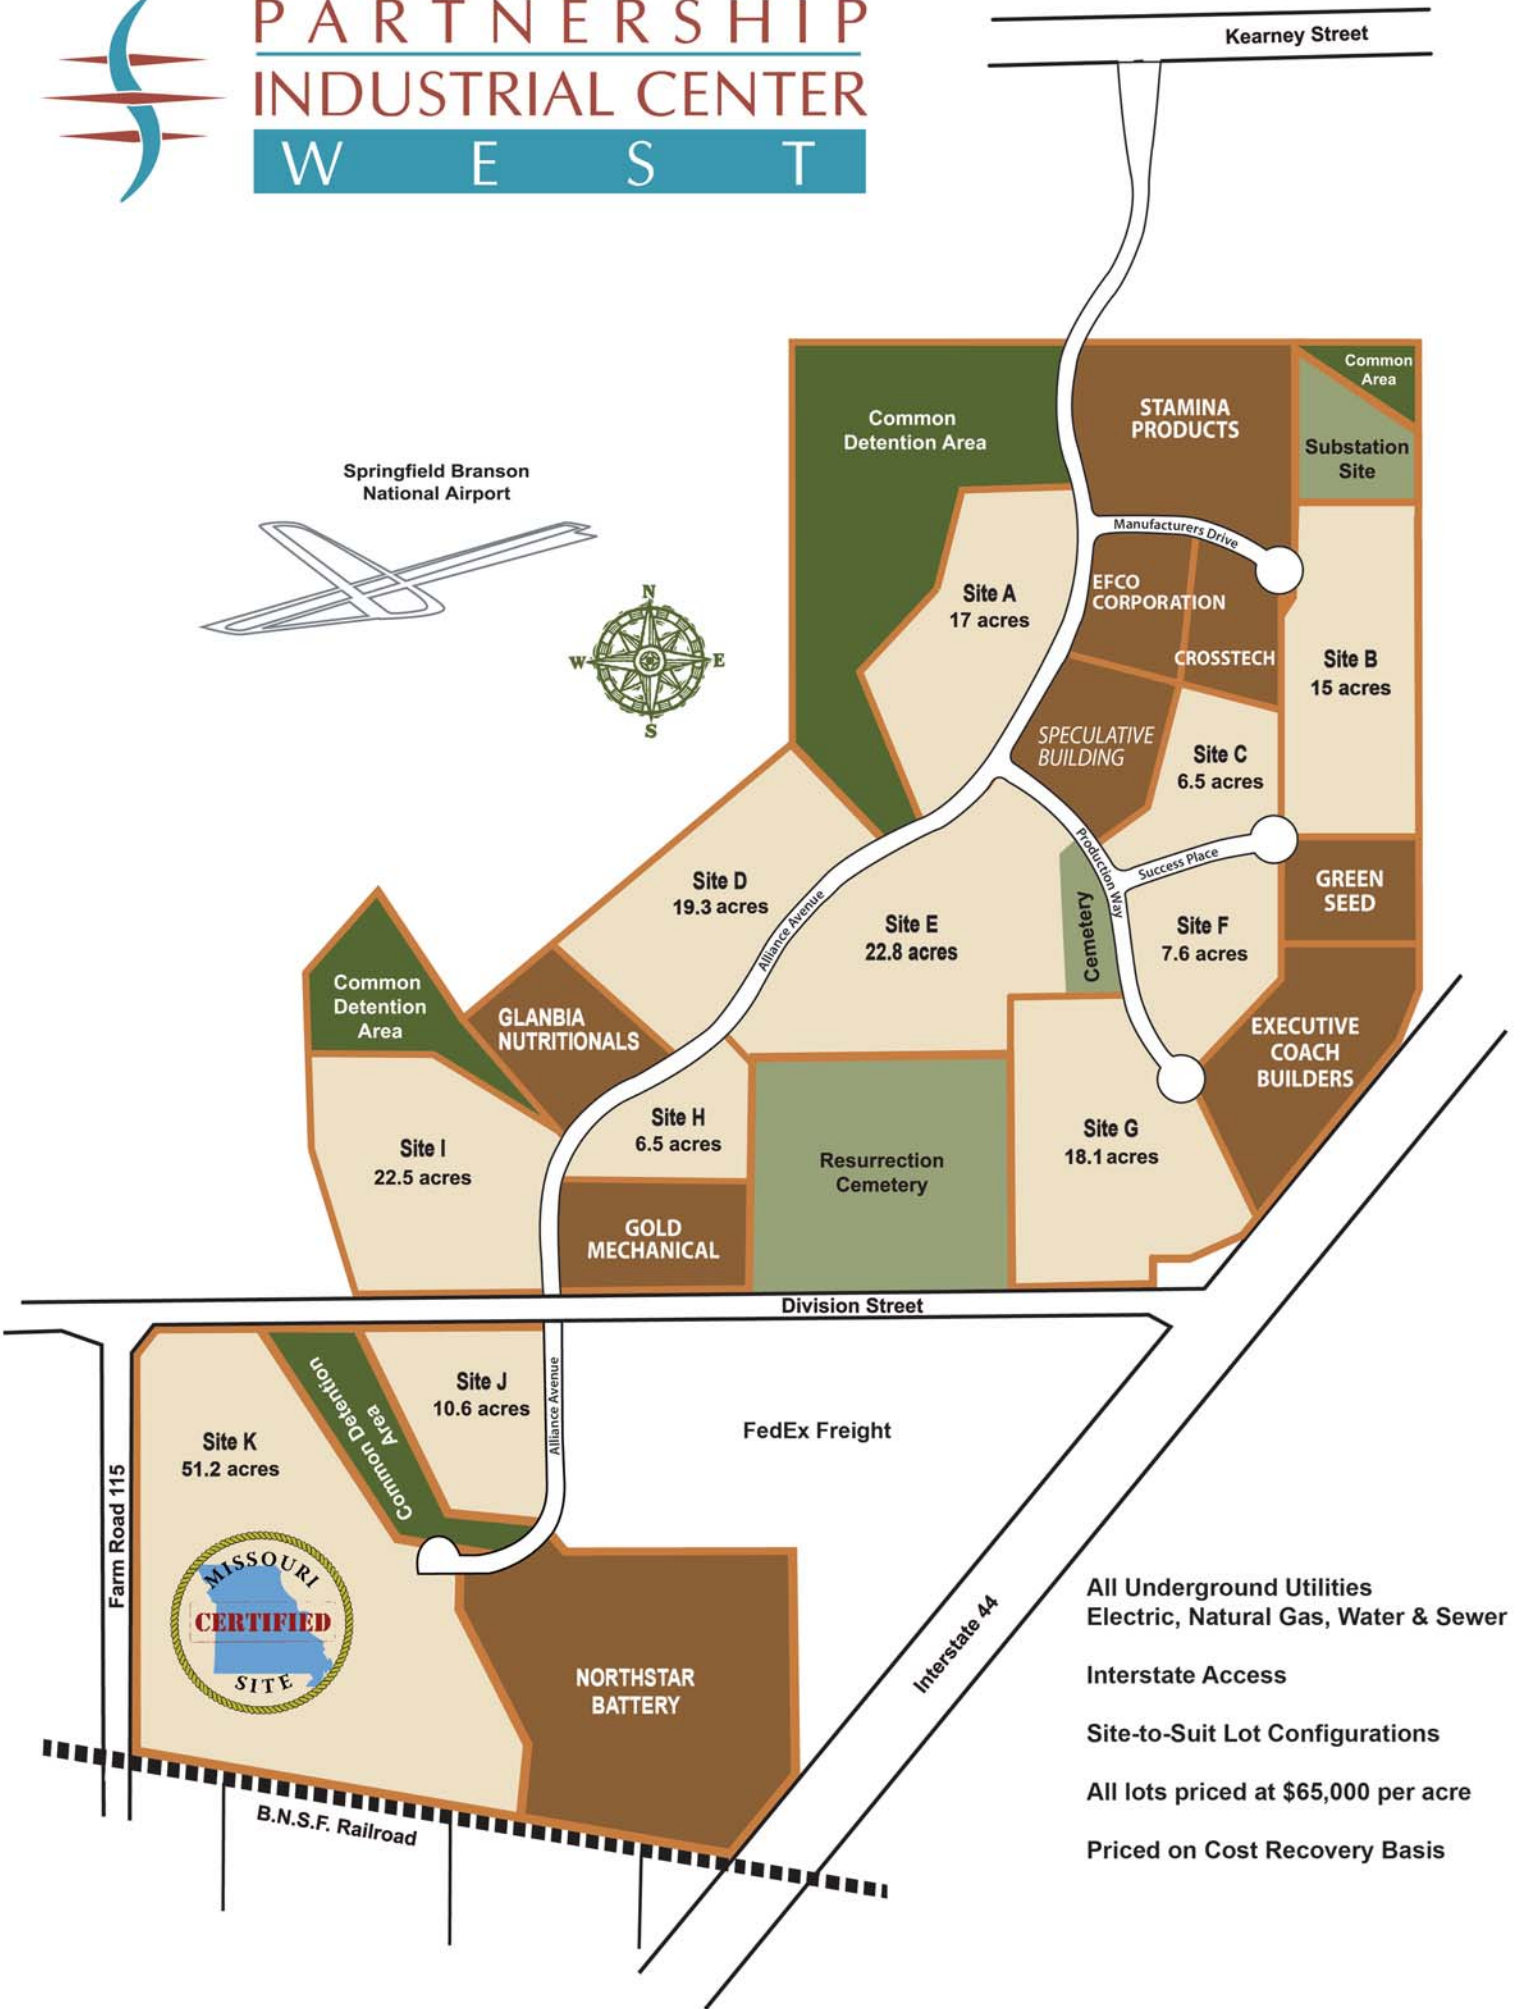 PARTNERSHIP
INDUSTRIAL CENTER
WEST
Kearney Street
Common
Area
STAMINA
PRODUCTS
Common
Detention Area
Substation
Site
Springfield Branson
National Airport
Manufacturers Drive
N
W
E
S
Site A
17 acres
EFCO
CORPORATION
CROSSTECH
Site B
15 acres
SPECULATIVE
BUILDING
Site C
6.5 acres
Production Way
Success Place
Site D
19.3 acres
Alliance Avenue
Site E
22.8 acres
Cemetery
Site F
7.6 acres
GREEN
SEED
Common
Detention
Area
GLANBIA
NUTRITIONALS
EXECUTIVE
COACH
BUILDERS
Site H
6.5 acres
Site I
22.5 acres
Resurrection
Cemetery
Site G
18.1 acres
GOLD
MECHANICAL
Division Street
Common Detention
Area
Site J
10.6 acres
Alliance Avenue
FedEx Freight
Site K
51.2 acres
Farm Road 115
MISSOURI
CERTIFIED
SITE
NORTHSTAR
BATTERY
Interstate 44
B.N.S.F. Railroad
All Underground Utilities
Electric, Natural Gas, Water & Sewer
Interstate Access
Site-to-Suit Lot Configurations
All lots priced at $65,000 per acre
Priced on Cost Recovery Basis